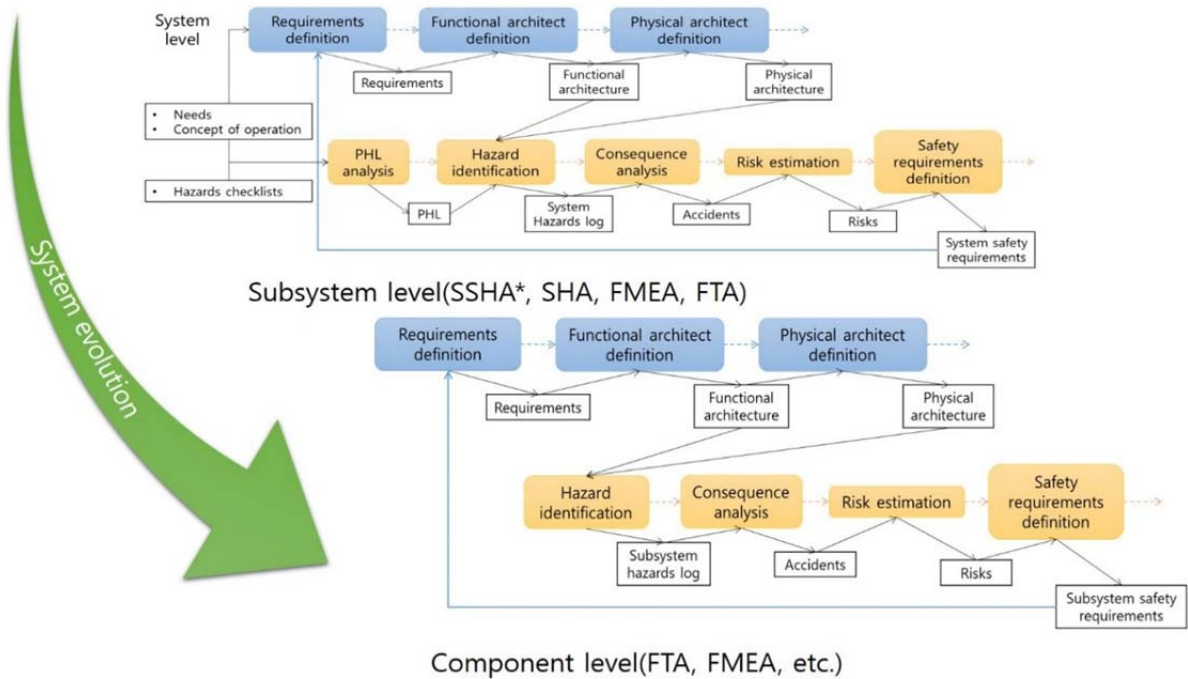 System
level
Requirements
definition
Functional architect
definition
Physical architect
definition
Requirements
Functional
architecture
Physical
architecture
• Needs
• Concept of operation
• Hazards checklists
PHL
analysis
Hazard
identification
Consequence
analysis
Risk estimation
Safety
requirements
definition
PHL
System
Hazards log
Accidents
Risks
System safety
requirements
System evolution
Subsystem level(SSHA*, SHA, FMEA, FTA)
Requirements
definition
Functional architect
definition
Physical architect
definition
Requirements
Functional
architecture
Physical
architecture
Hazard
identification
Consequence
analysis
Risk estimation
Safety
requirements
definition
Subsystem
hazards log
Accidents
Risks
Subsystem safety
requirements
Component level(FTA, FMEA, etc.)